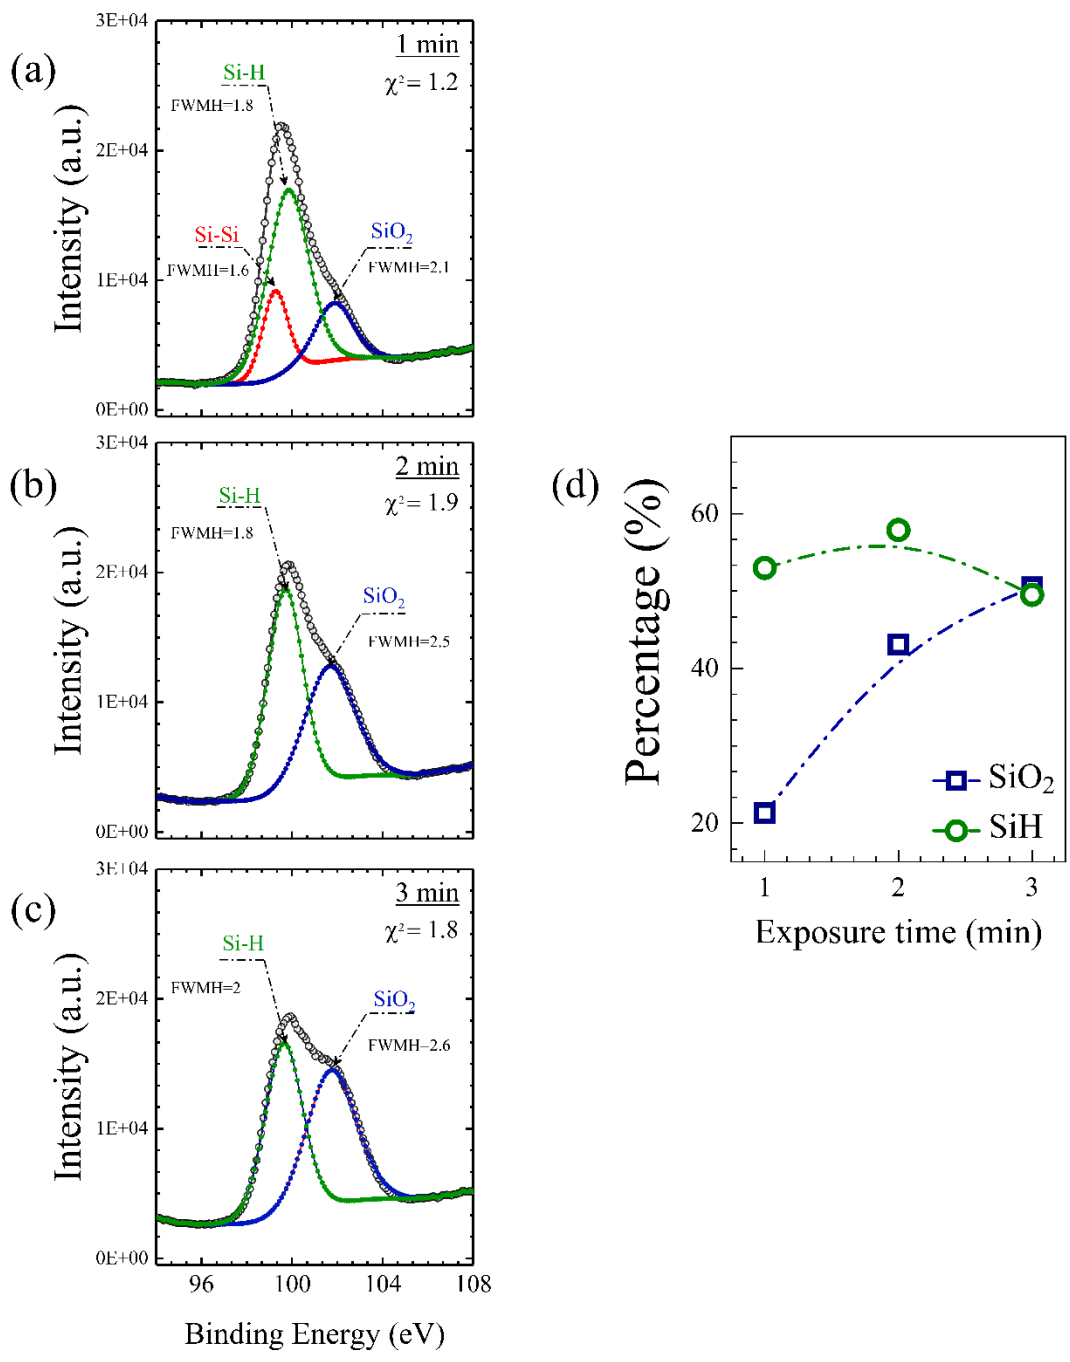 (a)
3E+04
2E+04
1E+04
0E+00
Intensity (a.u.)
1 min
χ² = 1.2
Si-H
FWMH=1.8
Si-Si
FWMH=1.6
SiO₂
FWMH=2.1
(b)
3E+04
2E+04
1E+04
0E+00
Intensity (a.u.)
2 min
χ² = 1.9
Si-H
FWMH=1.8
SiO₂
FWMH=2.5
(c)
3E+04
2E+04
1E+04
0E+00
Intensity (a.u.)
3 min
χ² = 1.8
Si-H
FWMH=2
SiO₂
FWMH=2.6
96 100 104 108
Binding Energy (eV)
(d)
Percentage (%)
60
40
20
SiO₂
SiH
1 2 3
Exposure time (min)